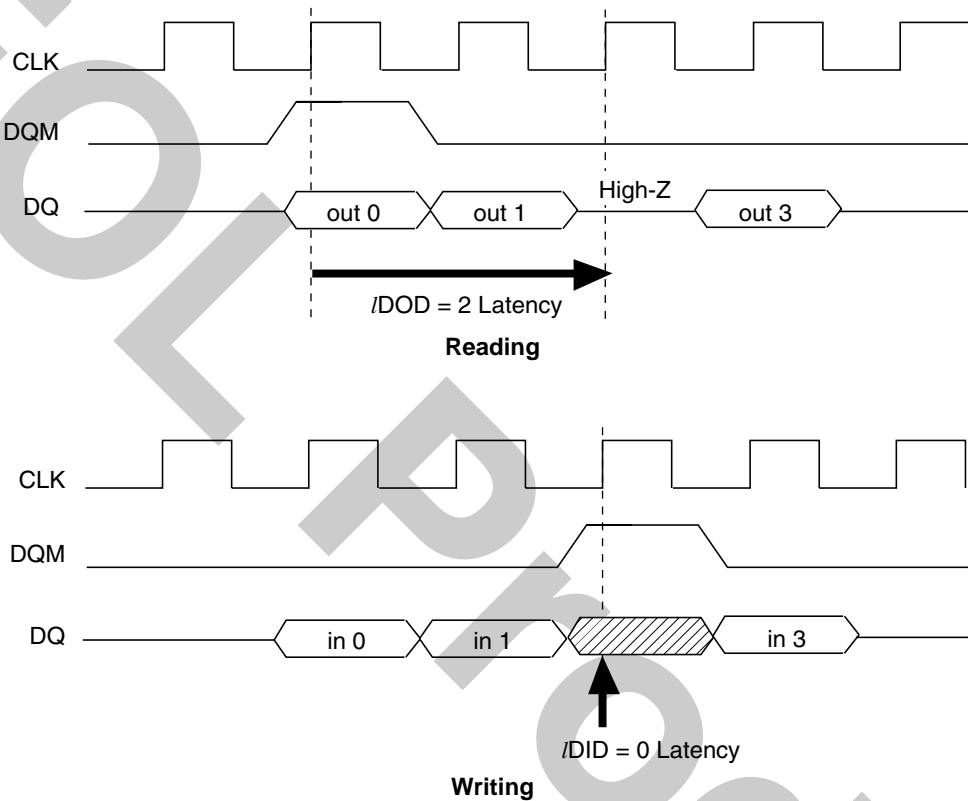 CLK
DQM
DQ
out 0
out 1
High-Z
out 3
lDOD = 2 Latency
Reading
CLK
DQM
DQ
in 0
in 1
in 3
lDID = 0 Latency
Writing